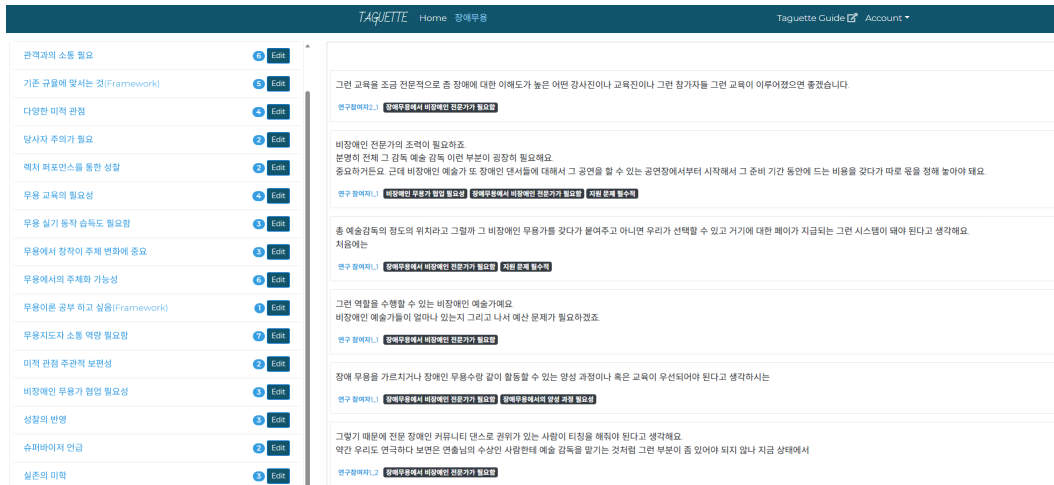 TAGUETTE Home 장애무용 Taguette Guide Account
관객과의 소통 필요 6 Edit
기존 규율에 맞서는 것(Framework) 5 Edit
다양한 미적 관점 4 Edit
당사자 주의가 필요 2 Edit
렉처 퍼포먼스를 통한 성찰 2 Edit
무용 교육의 필요성 4 Edit
무용 실기 동작 습득도 필요함 3 Edit
무용에서 창작이 주체 변화에 중요 3 Edit
무용에서의 주체화 가능성 6 Edit
무용이론 공부 하고 싶음(Framework) 1 Edit
무용지도자 소통 역량 필요함 7 Edit
미적 관점 주관적 보편성 2 Edit
비장애인 무용가 협업 필요성 3 Edit
성찰의 반영 3 Edit
슈퍼바이저 언급 2 Edit
실존의 미학 3 Edit
그런 교육을 조금 전문적으로 좀 장애에 대한 이해도가 높은 어떤 강사진이나 교육진이나 그런 참가자들 그런 교육이 이루어졌으면 좋겠습니다.
연구참여자2_1 장애무용에서 비장애인 전문가가 필요함
비장애인 전문가의 조력이 필요하죠.
분명히 전체 그 감독 예술 감독 이런 부분이 굉장히 필요해요.
중요하거든요. 근데 비장애인 예술가 또 장애인 댄서들에 대해서 그 공연을 할 수 있는 공연장에서부터 시작해서 그 준비 기간 동안에 드는 비용을 갖다가 따로 몫을 정해 놓아야 돼요.
연구 참여자1_1 비장애인 무용가 협업 필요성 장애무용에서 비장애인 전문가가 필요함 지원 문제 필수적
총 예술감독의 정도의 위치라고 그럴까 그 비장애인 무용가를 갖다가 붙여주고 아니면 우리가 선택할 수 있고 거기에 대한 페이가 지급되는 그런 시스템이 돼야 된다고 생각해요.
처음에는
연구 참여자1_1 장애무용에서 비장애인 전문가가 필요함 지원 문제 필수적
그런 역할을 수행할 수 있는 비장애인 예술가예요.
비장애인 예술가들이 얼마나 있는지 그리고 나서 예산 문제가 필요하겠죠.
연구 참여자1_1 장애무용에서 비장애인 전문가가 필요함
장애 무용을 가르치거나 장애인 무용수랑 같이 활동할 수 있는 양성 과정이나 혹은 교육이 우선되어야 된다고 생각하시는
연구 참여자1_1 장애무용에서 비장애인 전문가가 필요함 장애무용에서의 양성 과정 필요성
그렇기 때문에 전문 장애인 커뮤니티 댄스로 권위가 있는 사람이 티칭을 해줘야 된다고 생각해요.
약간 우리도 연극하다 보면은 연출님의 수상인 사람한테 예술 감독을 맡기는 것처럼 그런 부분이 좀 있어야 되지 않나 지금 상태에서
연구참여자1_2 장애무용에서 비장애인 전문가가 필요함